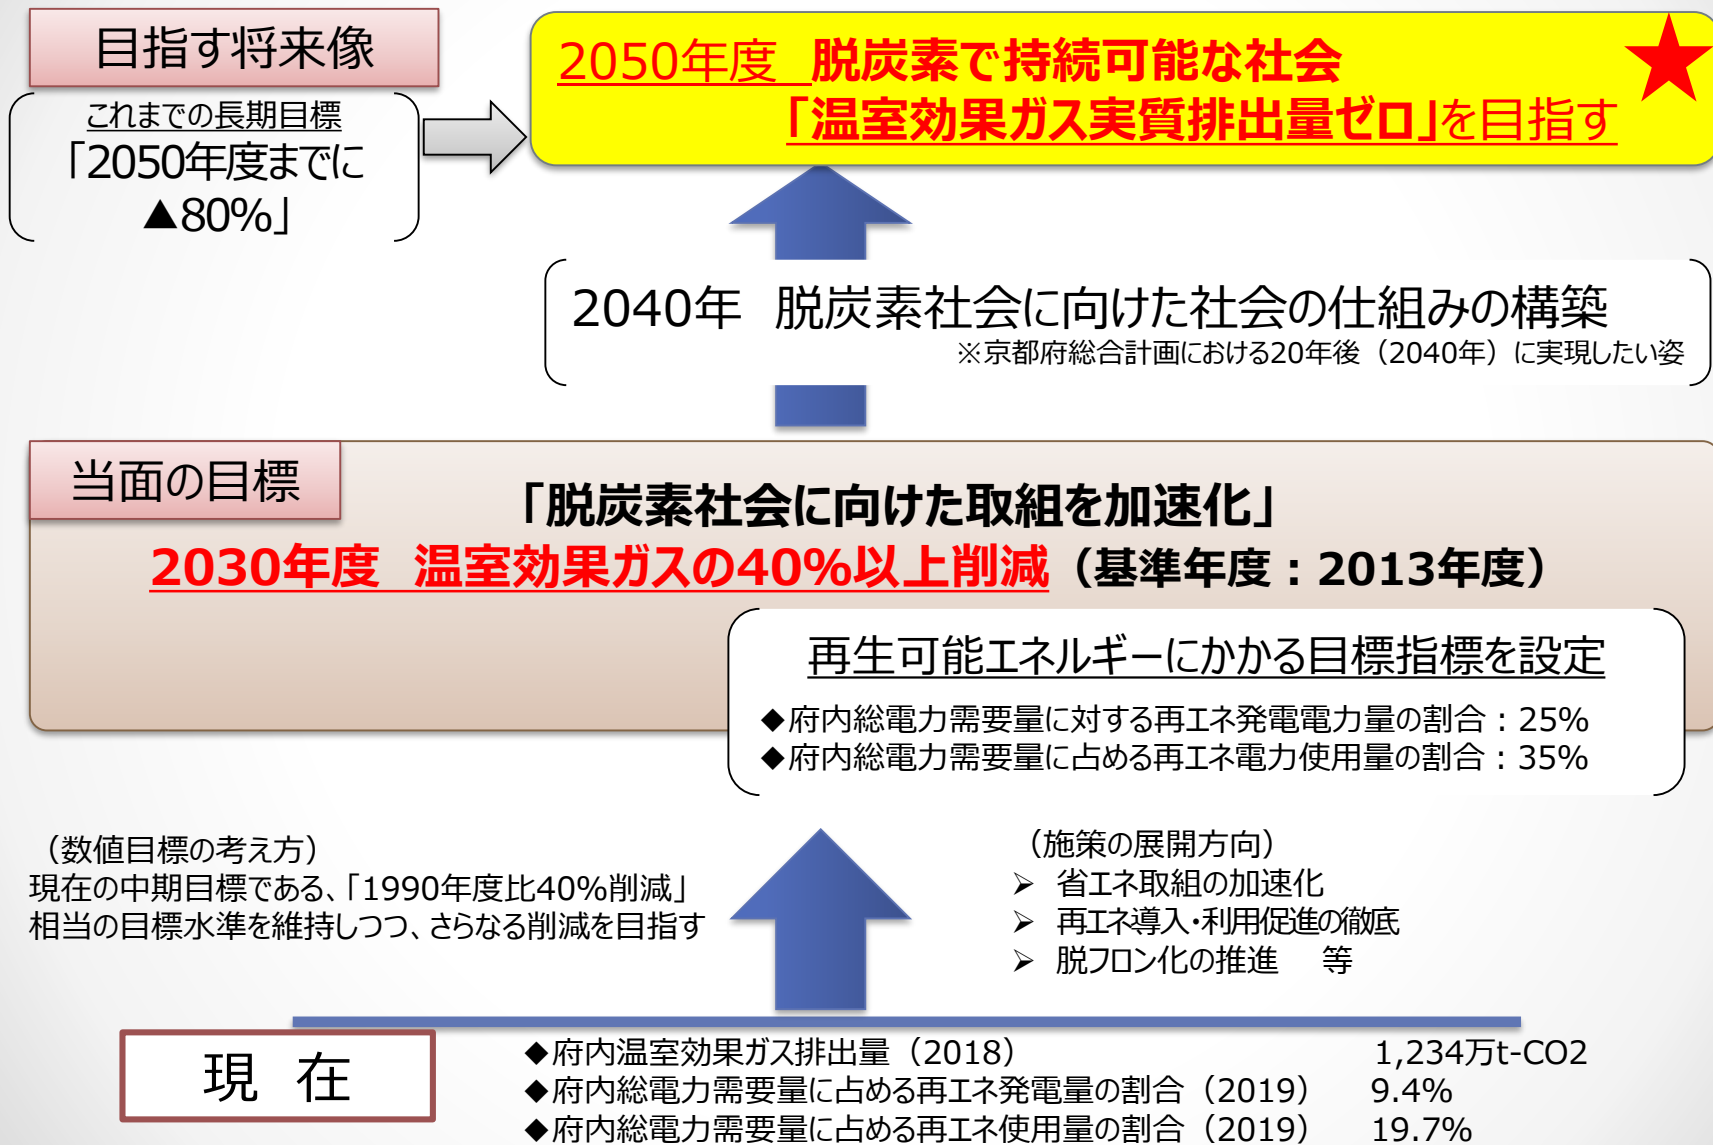 目指す将来像
これまでの長期目標
「2050年度までに
▲80%」
2050年度　脱炭素で持続可能な社会
「温室効果ガス実質排出量ゼロ」を目指す
2040年　脱炭素社会に向けた社会の仕組みの構築
※京都府総合計画における20年後（2040年）に実現したい姿
当面の目標
「脱炭素社会に向けた取組を加速化」
2030年度　温室効果ガスの40%以上削減（基準年度：2013年度）
再生可能エネルギーにかかる目標指標を設定
◆府内総電力需要量に対する再エネ発電電力量の割合：25%
◆府内総電力需要量に占める再エネ電力使用量の割合：35%
（数値目標の考え方）
現在の中期目標である、「1990年度比40%削減」
相当の目標水準を維持しつつ、さらなる削減を目指す
（施策の展開方向）
➢ 省エネ取組の加速化
➢ 再エネ導入・利用促進の徹底
➢ 脱フロン化の推進　等
現 在
◆府内温室効果ガス排出量（2018）　1,234万t-CO2
◆府内総電力需要量に占める再エネ発電量の割合（2019）　9.4%
◆府内総電力需要量に占める再エネ使用量の割合（2019）　19.7%